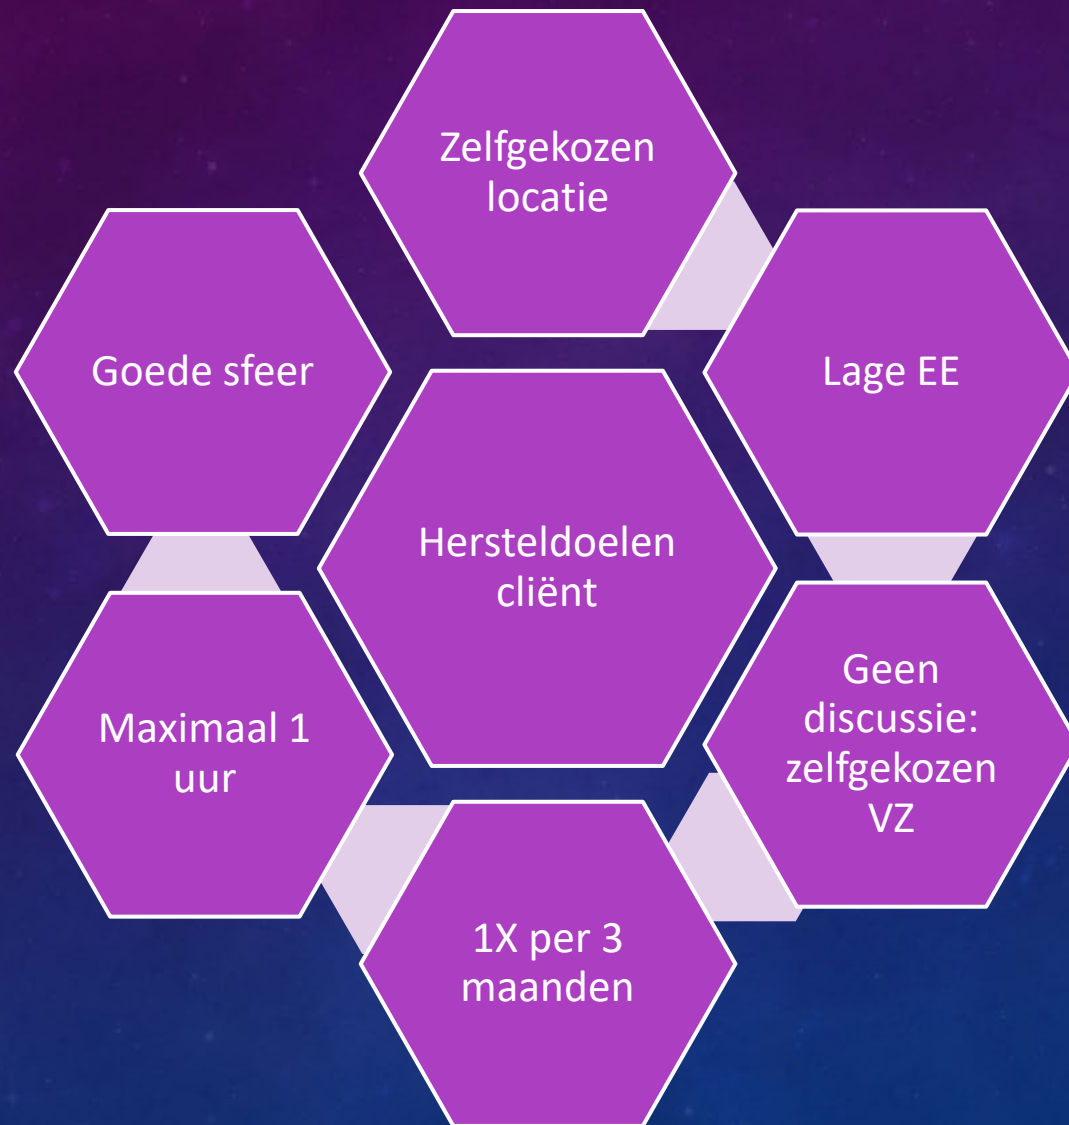 Zelfgekozen
locatie
Goede sfeer
Lage EE
Hersteldoelen
cliënt
Maximaal 1
uur
Geen
discussie:
zelfgekozen
VZ
1X per 3
maanden